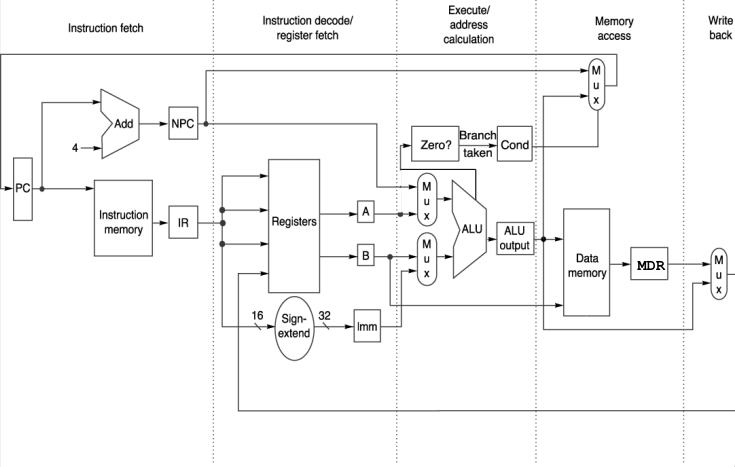 Instruction fetch
Instruction decode/
register fetch
Execute/
address
calculation
Memory
access
Write
back
M
u
x
Add
NPC
4
Zero?
Branch
taken
Cond
PC
Instruction
memory
IR
Registers
A
B
M
u
x
M
u
x
ALU
ALU
output
Data
memory
MDR
M
u
x
16
Sign-
extend
32
Imm